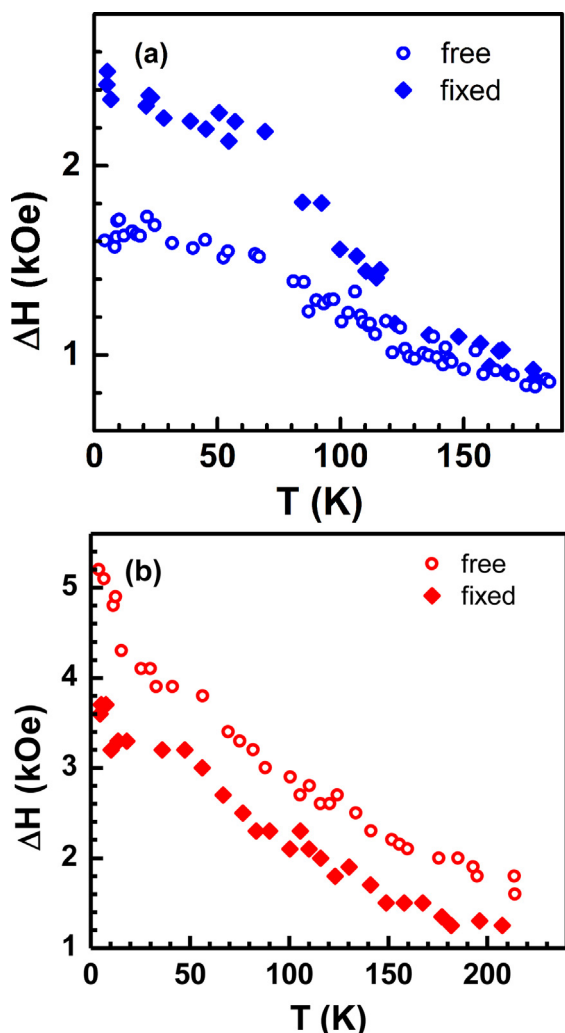 (a)
free
fixed
2
1
ΔH (kOe)
0 50 100 150
T (K)
(b)
free
fixed
5
4
3
2
1
ΔH (kOe)
0 50 100 150 200
T (K)